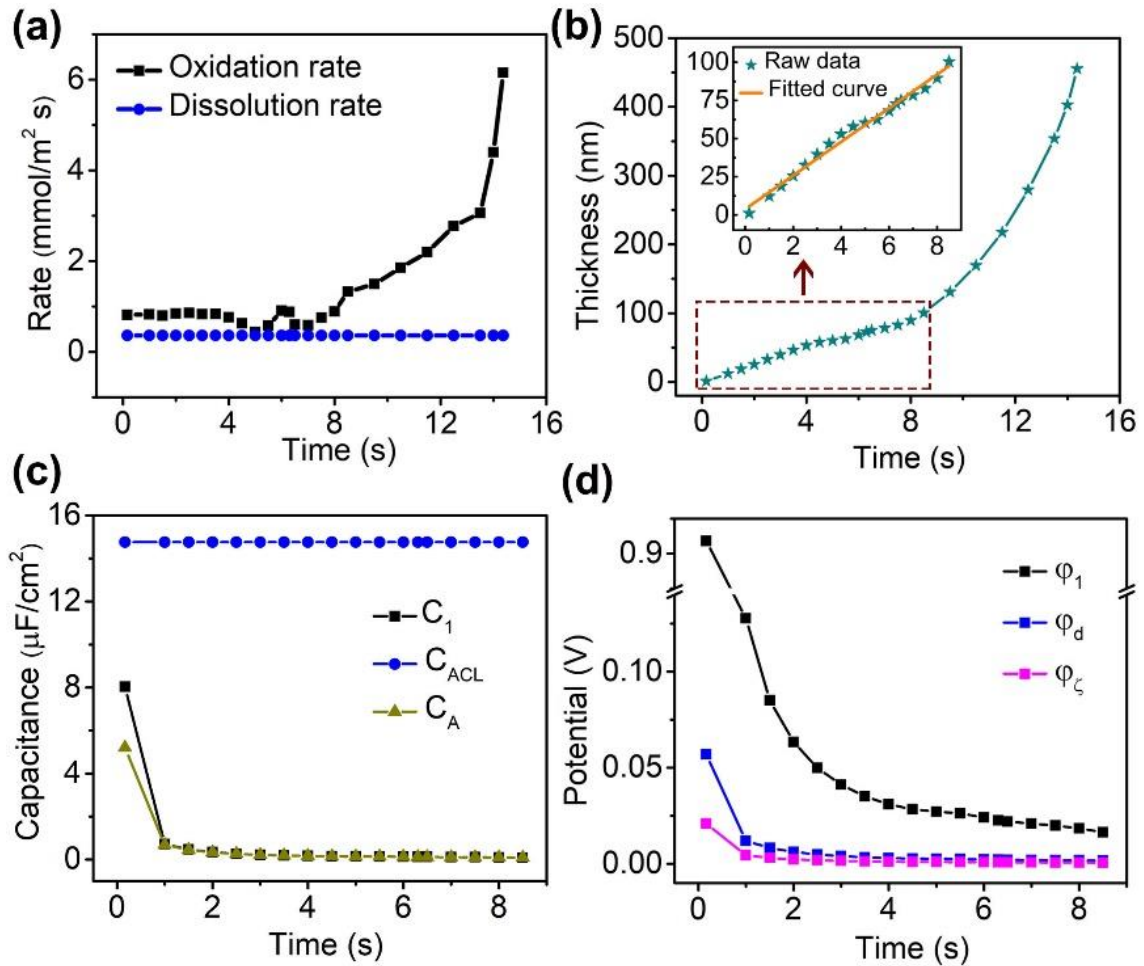 (a)
Oxidation rate
Dissolution rate
Rate (mmol/m² s)
6
4
2
0
0 4 8 12 16
Time (s)
(b)
Raw data
Fitted curve
100
75
50
25
0
0 2 4 6 8
Thickness (nm)
500
400
300
200
100
0
0 4 8 12 16
Time (s)
(c)
C₁
C_ACL
C_A
Capacitance (μF/cm²)
16
12
8
4
0
0 2 4 6 8
Time (s)
(d)
φ₁
φ_d
φ_ζ
Potential (V)
0.9
0.10
0.05
0.00
0 2 4 6 8
Time (s)